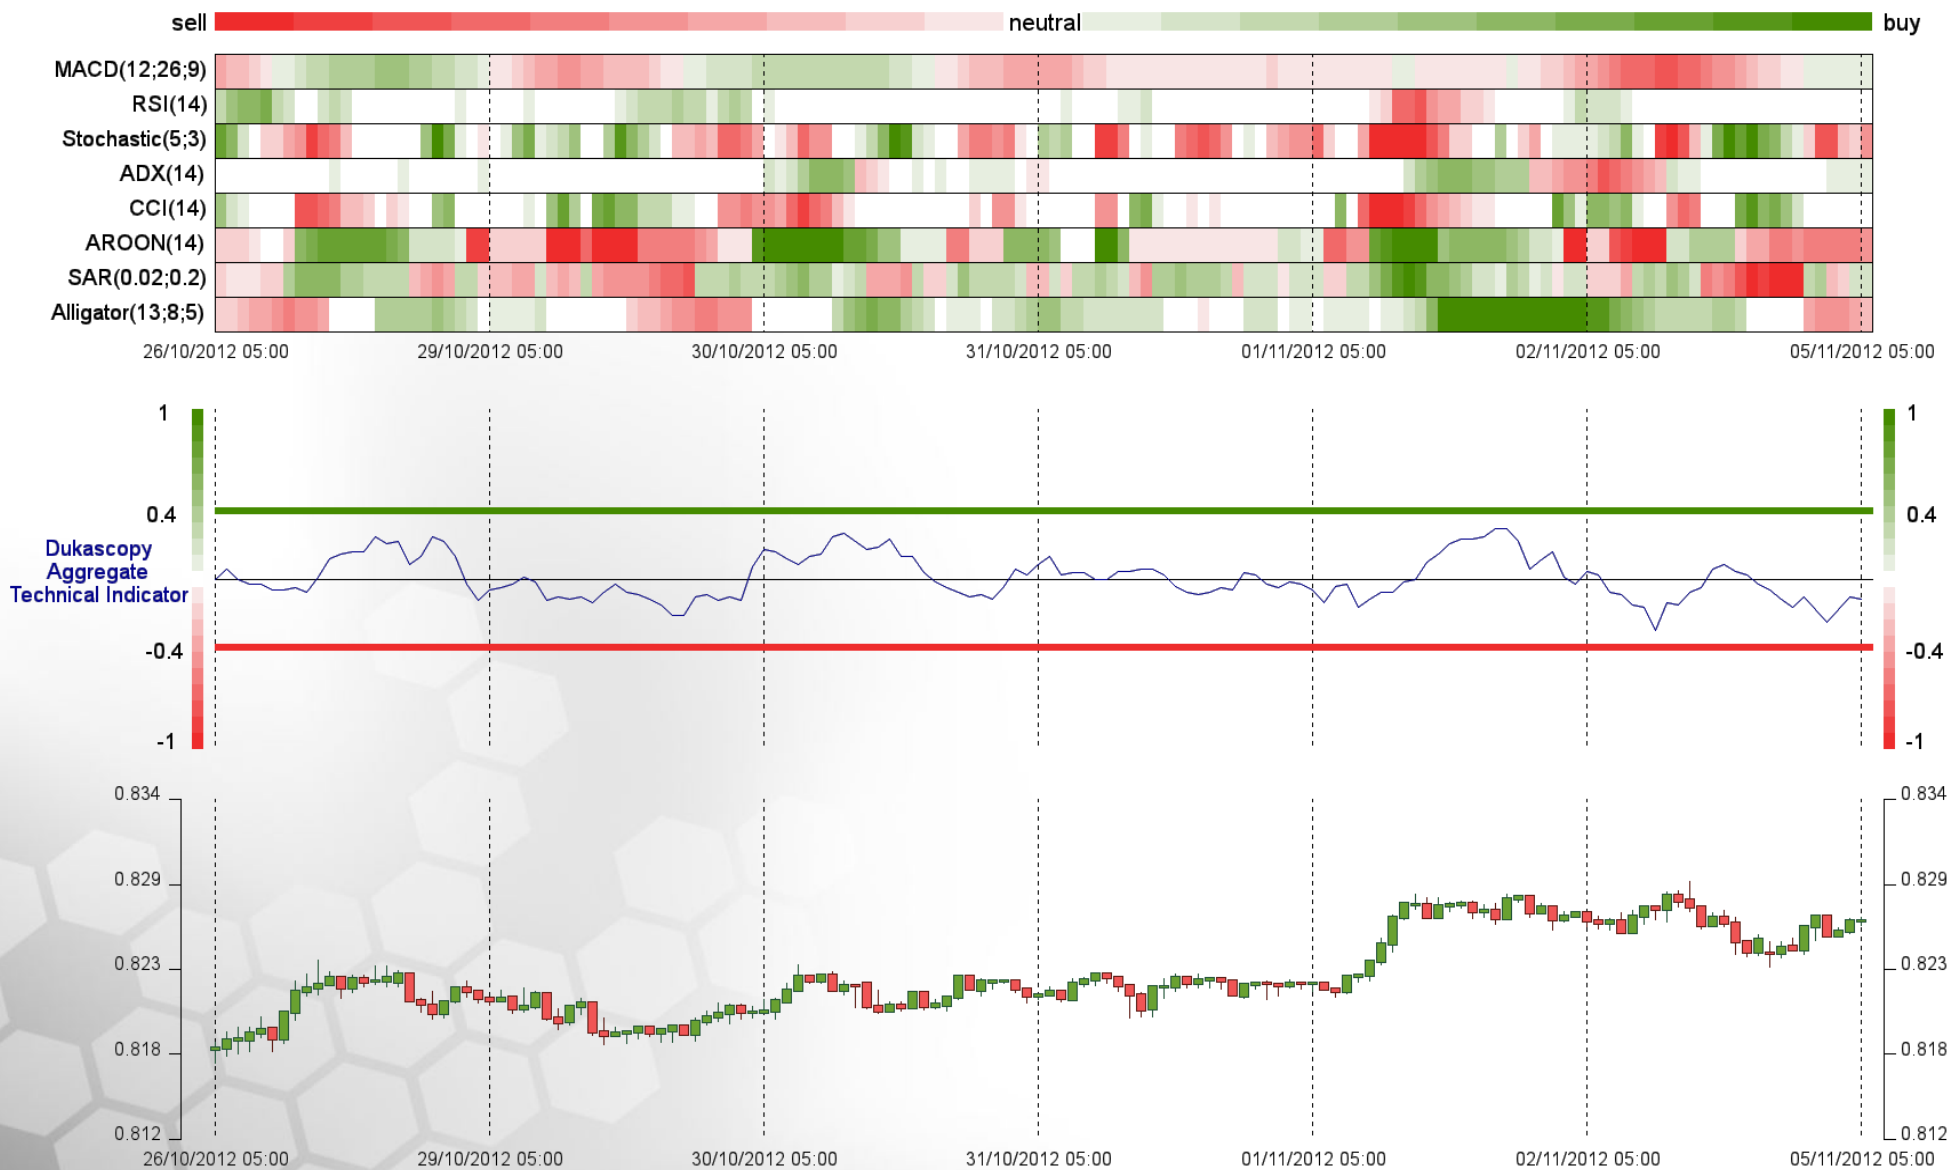 sell neutral buy
MACD(12;26;9)
RSI(14)
Stochastic(5;3)
ADX(14)
CCI(14)
AROON(14)
SAR(0.02;0.2)
Alligator(13;8;5)
26/10/2012 05:00 29/10/2012 05:00 30/10/2012 05:00 31/10/2012 05:00 01/11/2012 05:00 02/11/2012 05:00 05/11/2012 05:00
1 1
0.4 0.4
Dukascopy
Aggregate
Technical Indicator
-0.4 -0.4
-1 -1
0.834 0.834
0.829 0.829
0.823 0.823
0.818 0.818
0.812 0.812
26/10/2012 05:00 29/10/2012 05:00 30/10/2012 05:00 31/10/2012 05:00 01/11/2012 05:00 02/11/2012 05:00 05/11/2012 05:00